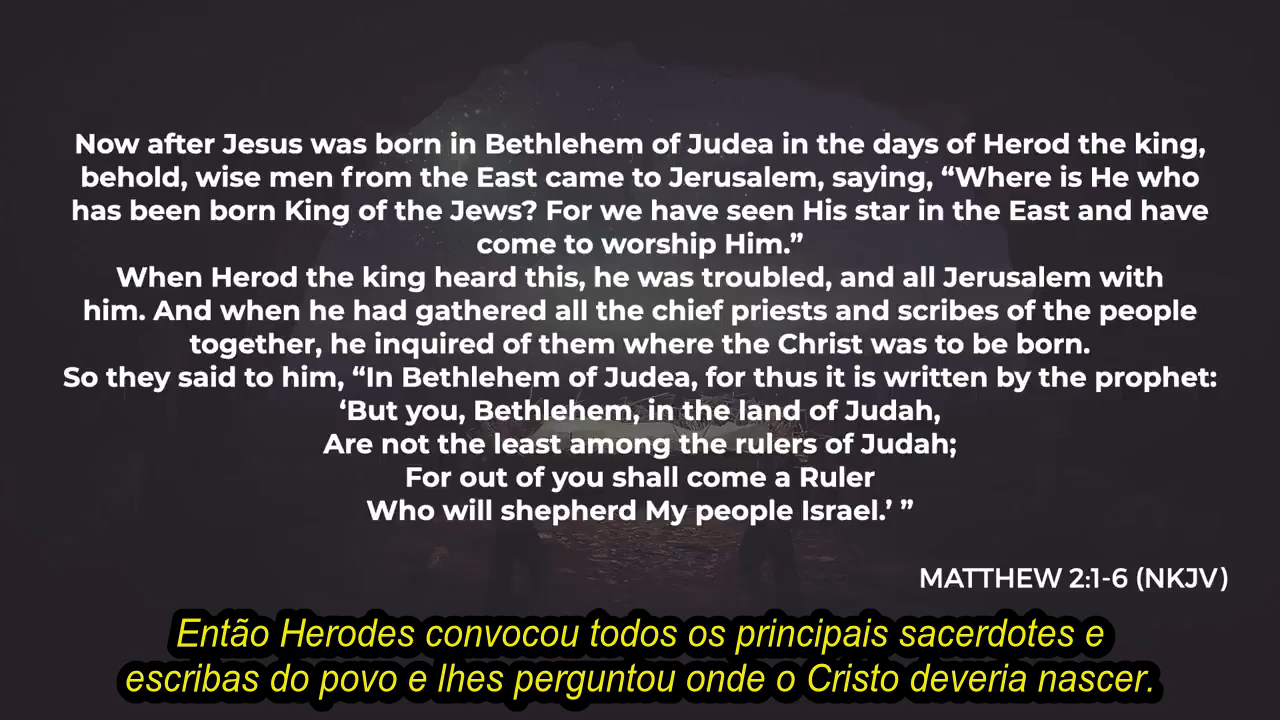 Now after Jesus was born in Bethlehem of Judea in the days of Herod the king,
behold, wise men from the East came to Jerusalem, saying, “Where is He who
has been born King of the Jews? For we have seen His star in the East and have
come to worship Him.”
When Herod the king heard this, he was troubled, and all Jerusalem with
him. And when he had gathered all the chief priests and scribes of the people
together, he inquired of them where the Christ was to be born.
So they said to him, “In Bethlehem of Judea, for thus it is written by the prophet:
‘But you, Bethlehem, in the land of Judah,
Are not the least among the rulers of Judah;
For out of you shall come a Ruler
Who will shepherd My people Israel.’ ”
MATTHEW 2:1-6 (NKJV)
Então Herodes convocou todos os principais sacerdotes e
escribas do povo e lhes perguntou onde o Cristo deveria nascer.